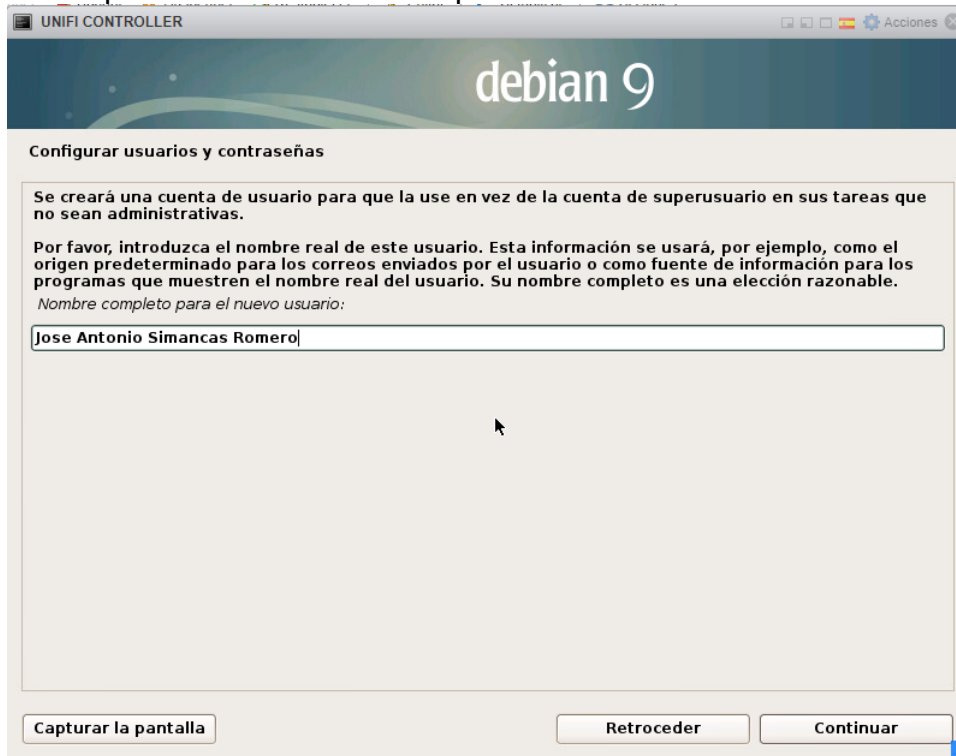 UNIFI CONTROLLER
Acciones
debian 9
Configurar usuarios y contraseñas
Se creará una cuenta de usuario para que la use en vez de la cuenta de superusuario en sus tareas que
no sean administrativas.
Por favor, introduzca el nombre real de este usuario. Esta información se usará, por ejemplo, como el
origen predeterminado para los correos enviados por el usuario o como fuente de información para los
programas que muestren el nombre real del usuario. Su nombre completo es una elección razonable.
Nombre completo para el nuevo usuario:
Jose Antonio Simancas Romero
Capturar la pantalla
Retroceder
Continuar